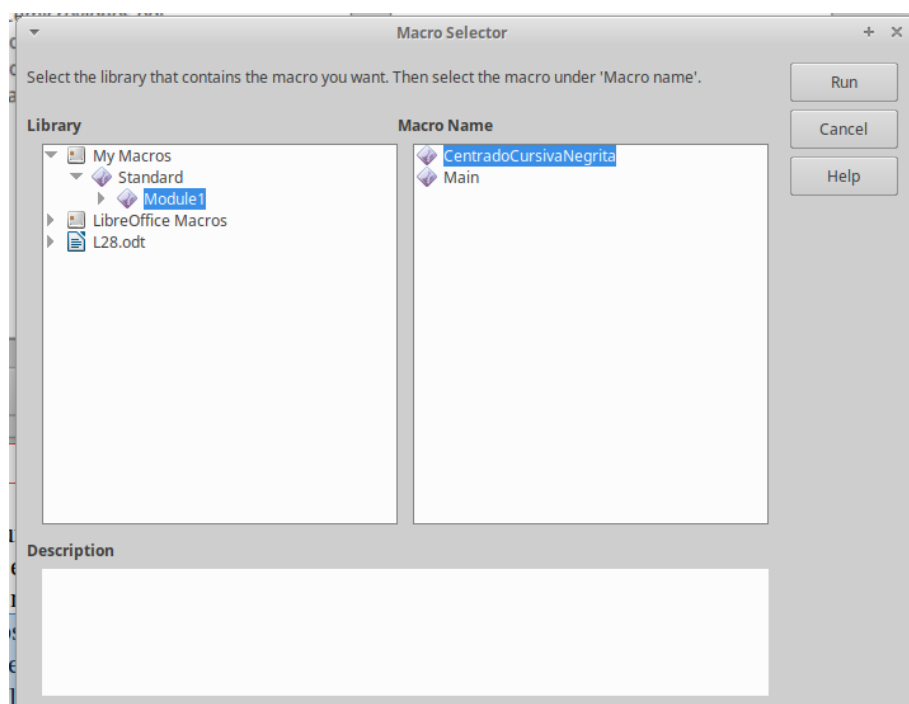 Macro Selector
Select the library that contains the macro you want. Then select the macro under 'Macro name'.
Run
Cancel
Help
Library
My Macros
Standard
Module1
LibreOffice Macros
L28.odt
Macro Name
CentradoCursivaNegrita
Main
Description